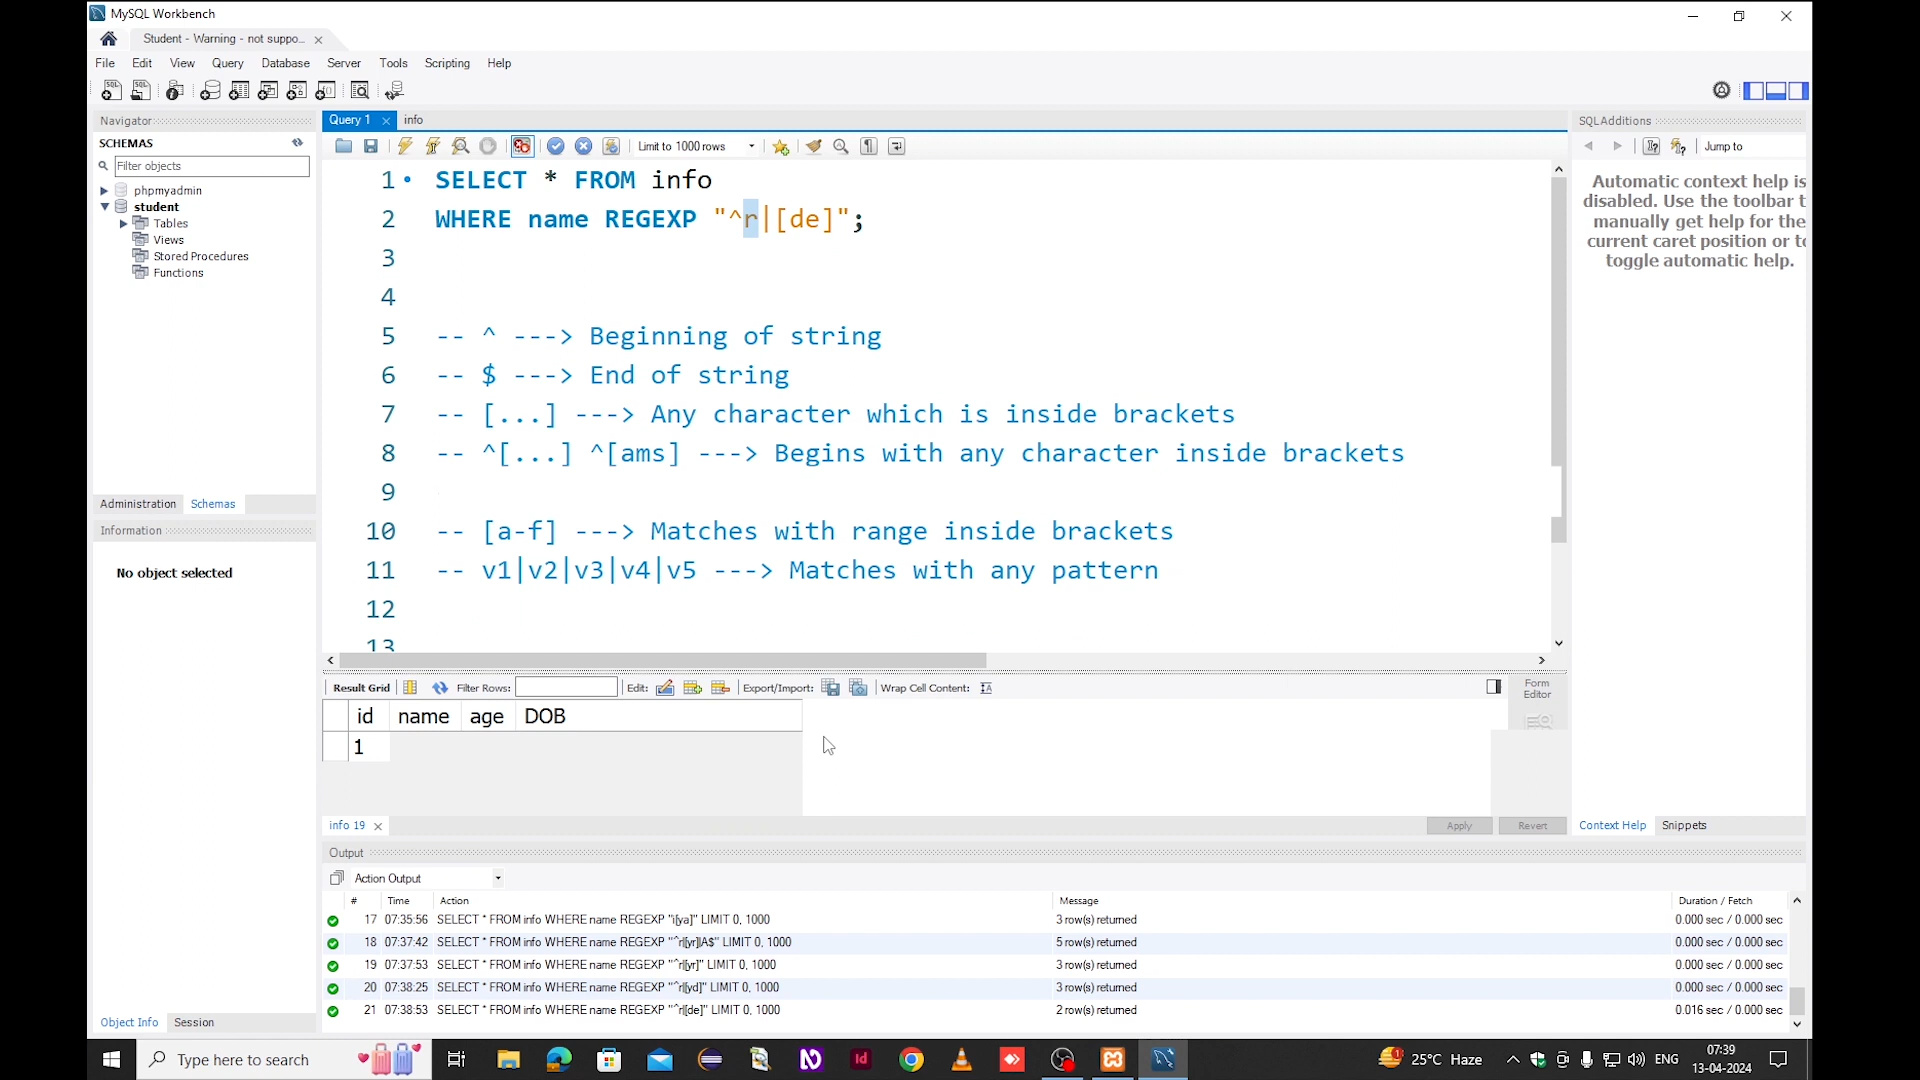 MySQL Workbench
Student - Warning - not suppo...
File Edit View Query Database Server Tools Scripting Help
Navigator
SCHEMAS
Filter objects
phpmyadmin
student
Tables
Views
Stored Procedures
Functions
Administration Schemas
Information
No object selected
Object Info Session
Query 1 info
Limit to 1000 rows
1 SELECT * FROM info
2 WHERE name REGEXP "^r|[de]";
3
4
5 -- ^ ---> Beginning of string
6 -- $ ---> End of string
7 -- [...] ---> Any character which is inside brackets
8 -- ^[...] ^[ams] ---> Begins with any character inside brackets
9
10 -- [a-f] ---> Matches with range inside brackets
11 -- v1|v2|v3|v4|v5 ---> Matches with any pattern
12
13
Result Grid Filter Rows: Edit: Export/Import: Wrap Cell Content:
Form Editor
id name age DOB
1
info 19 Apply Revert
SQLAdditions
Jump to
Automatic context help is
disabled. Use the toolbar t
manually get help for the
current caret position or to
toggle automatic help.
Context Help Snippets
Output
Action Output
# Time Action Message Duration / Fetch
17 07:35:56 SELECT * FROM info WHERE name REGEXP "i[ya]" LIMIT 0, 1000 3 row(s) returned 0.000 sec / 0.000 sec
18 07:37:42 SELECT * FROM info WHERE name REGEXP "^r|[yr]|A$" LIMIT 0, 1000 5 row(s) returned 0.000 sec / 0.000 sec
19 07:37:53 SELECT * FROM info WHERE name REGEXP "^r|[yr]" LIMIT 0, 1000 3 row(s) returned 0.000 sec / 0.000 sec
20 07:38:25 SELECT * FROM info WHERE name REGEXP "^r|[yd]" LIMIT 0, 1000 3 row(s) returned 0.000 sec / 0.000 sec
21 07:38:53 SELECT * FROM info WHERE name REGEXP "^r|[de]" LIMIT 0, 1000 2 row(s) returned 0.016 sec / 0.000 sec
Type here to search
25°C Haze
ENG
07:39
13-04-2024